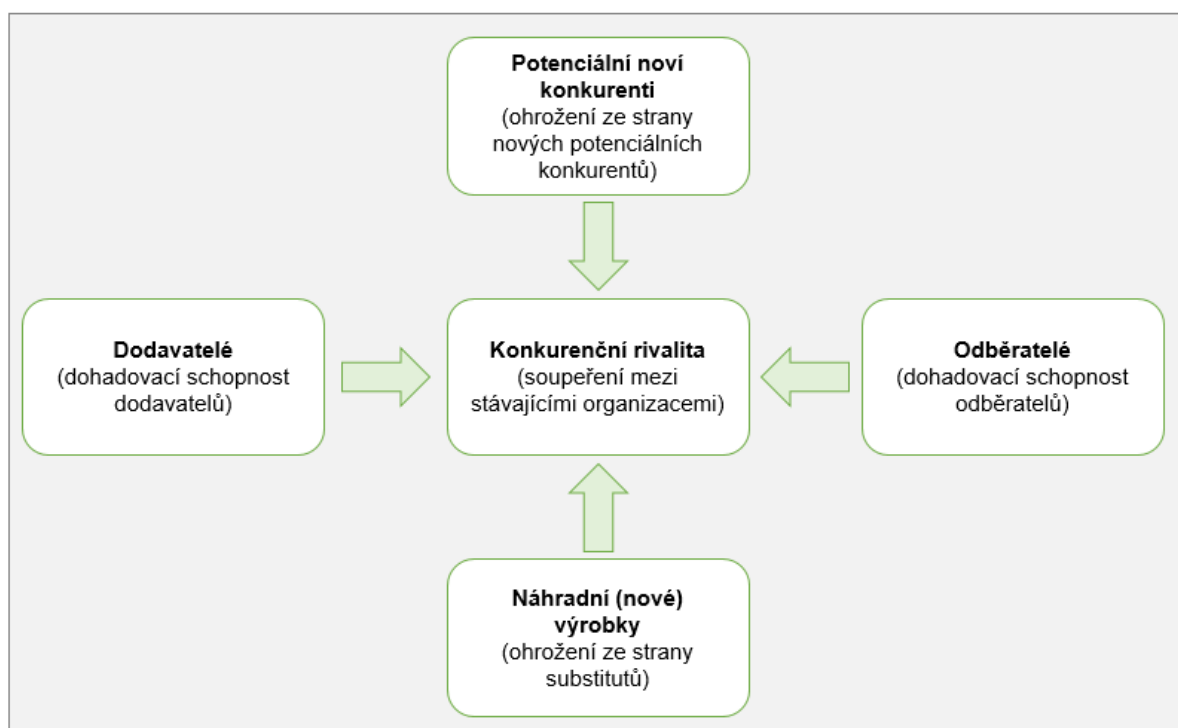 Potenciální noví
konkurenti
(ohrožení ze strany
nových potenciálních
konkurentů)
Dodavatelé
(dohadovací schopnost
dodavatelů)
Konkurenční rivalita
(soupeření mezi
stávajícími organizacemi)
Odběratelé
(dohadovací schopnost
odběratelů)
Náhradní (nové)
výrobky
(ohrožení ze strany
substitutů)